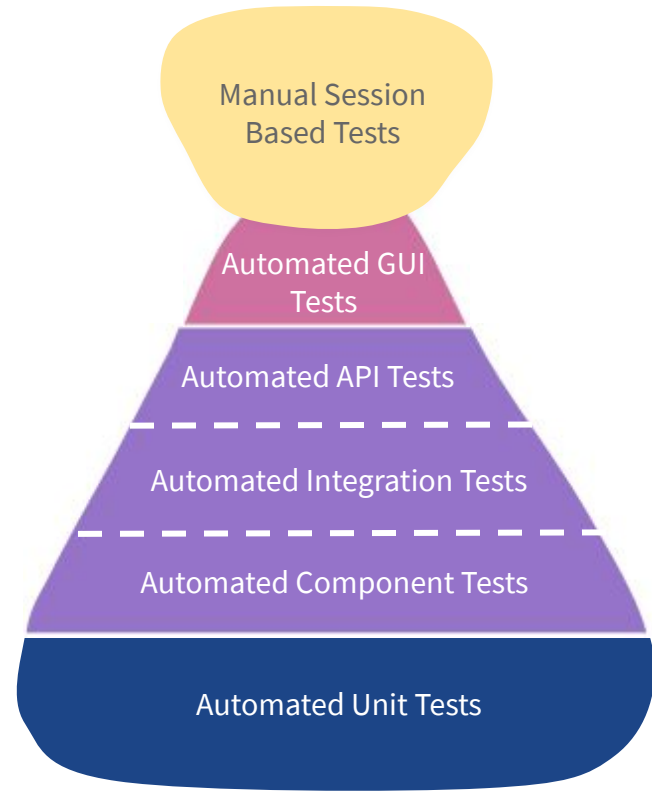 Manual Session
Based Tests
Automated GUI
Tests
Automated API Tests
Automated Integration Tests
Automated Component Tests
Automated Unit Tests